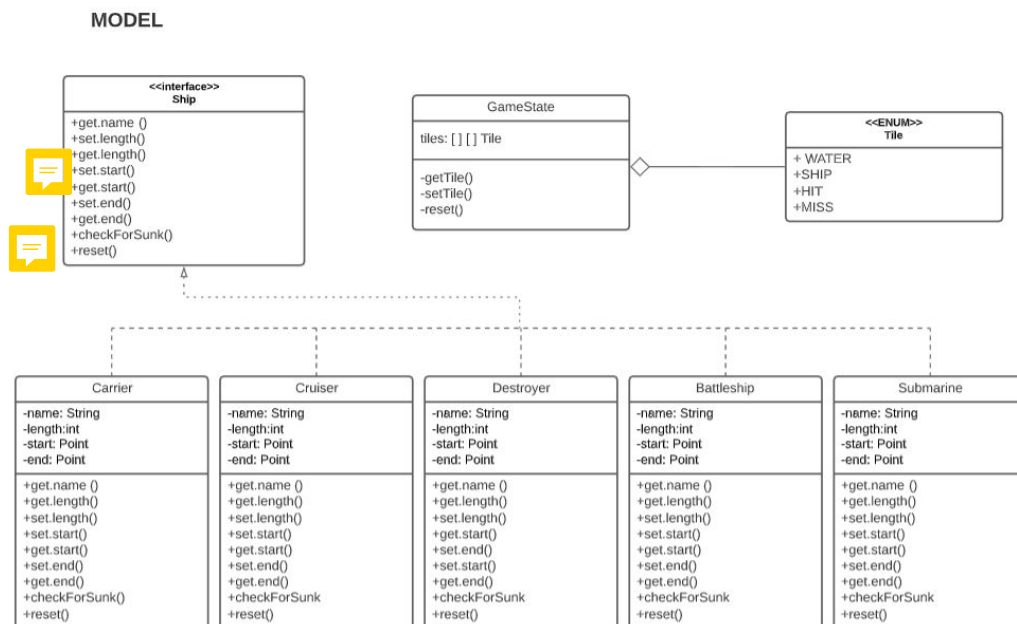 MODEL
<<interface>>
Ship
+get.name ()
+set.length()
+get.length()
+set.start()
+get.start()
+set.end()
+get.end()
+checkForSunk()
+reset()
GameState
tiles: [ ] [ ] Tile
-getTile()
-setTile()
-reset()
<<ENUM>>
Tile
+ WATER
+SHIP
+HIT
+MISS
Carrier
-name: String
-length:int
-start: Point
-end: Point
+get.name ()
+get.length()
+set.length()
+set.start()
+get.start()
+set.end()
+get.end()
+checkForSunk()
+reset()
Cruiser
-name: String
-length:int
-start: Point
-end: Point
+get.name ()
+get.length()
+set.length()
+set.start()
+get.start()
+set.end()
+get.end()
+checkForSunk
+reset()
Destroyer
-name: String
-length:int
-start: Point
-end: Point
+get.name ()
+get.length()
+set.length()
+get.start()
+set.end()
+set.start()
+get.end()
+checkForSunk
+reset()
Battleship
-name: String
-length:int
-start: Point
-end: Point
+get.name ()
+get.length()
+set.length()
+set.start()
+get.start()
+set.end()
+get.end()
+checkForSunk
+reset()
Submarine
-name: String
-length:int
-start: Point
-end: Point
+get.name ()
+get.length()
+set.length()
+set.start()
+get.start()
+set.end()
+get.end()
+checkForSunk
+reset()